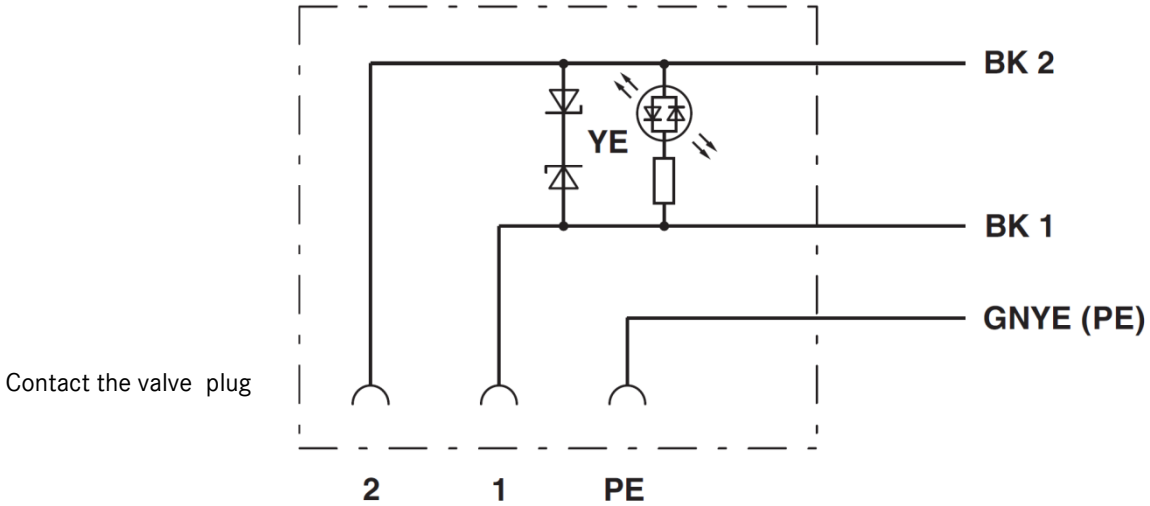 BK 2
YE
BK 1
GNYE (PE)
Contact the valve plug
2 1 PE